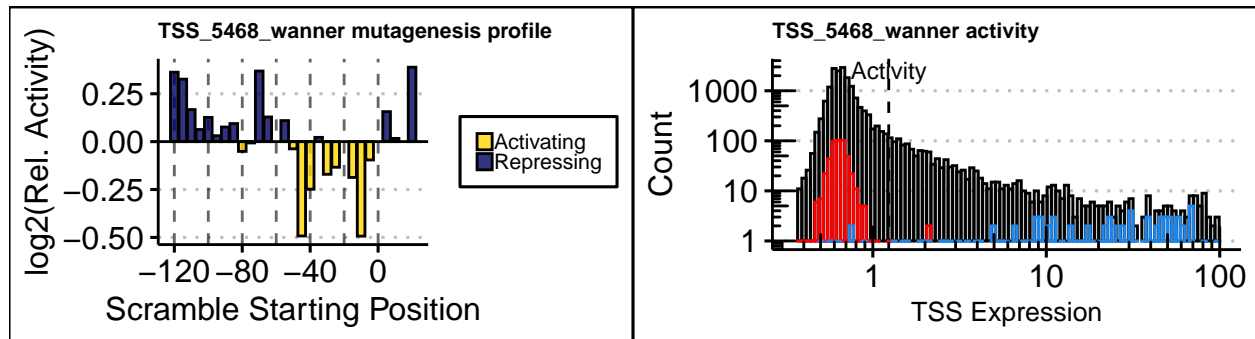 TSS_5468_wanner mutagenesis profile
log2(Rel. Activity)
0.25
0.00
−0.25
−0.50
−120
−80
−40
0
Scramble Starting Position
Activating
Repressing
TSS_5468_wanner activity
Activity
Count
1000
100
10
1
1
10
100
TSS Expression